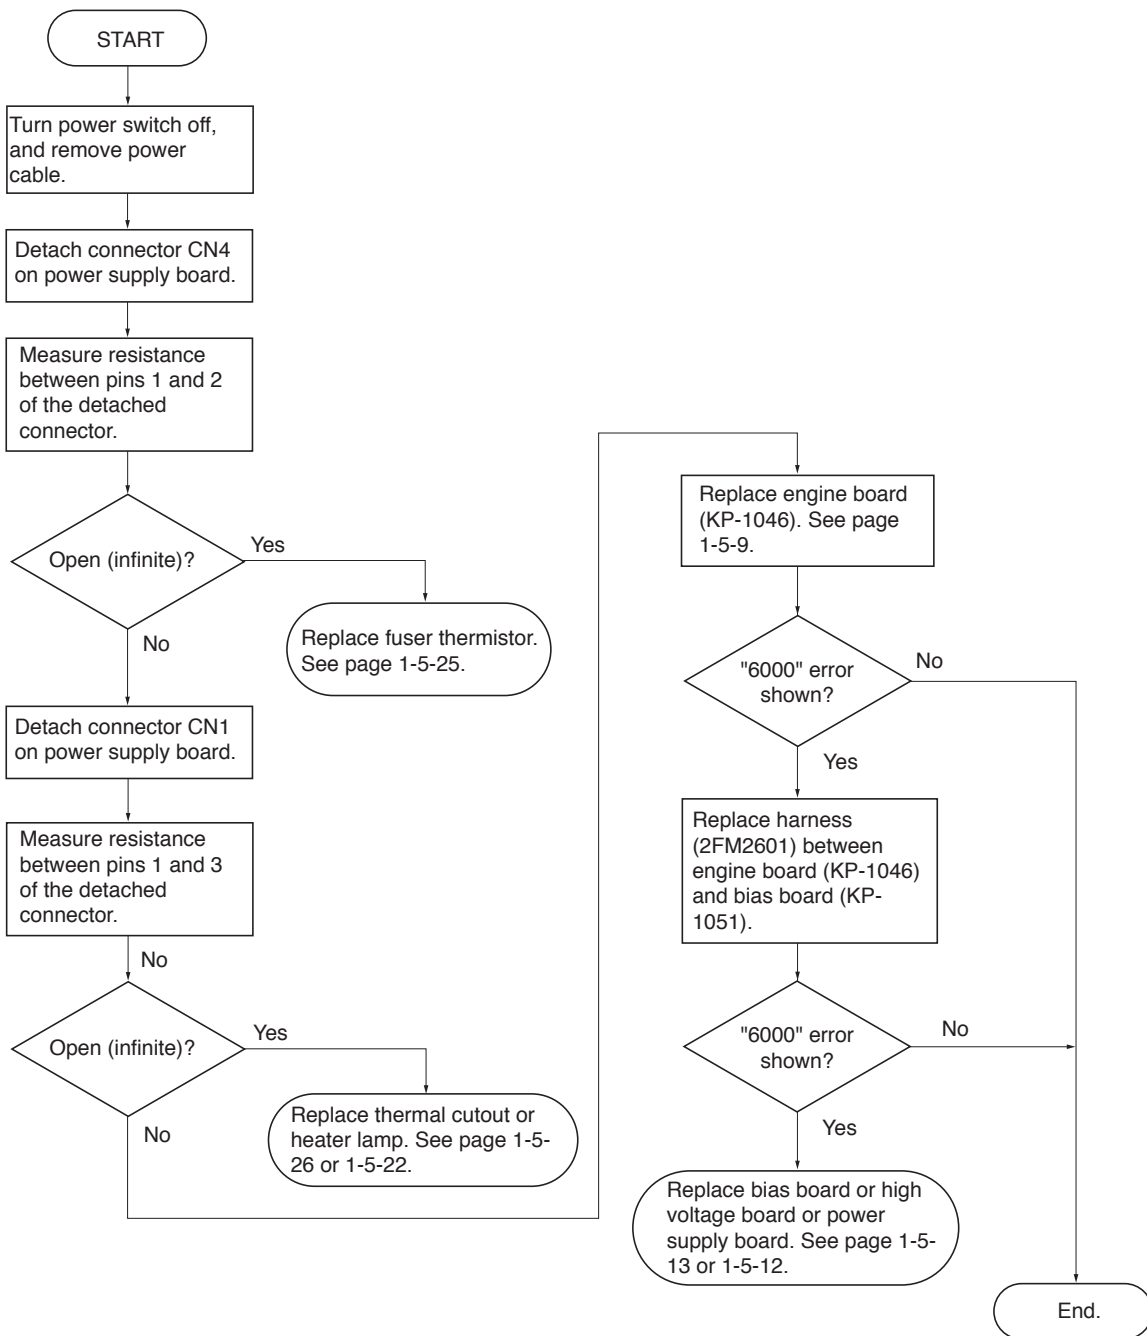 START
Turn power switch off,
and remove power
cable.
Detach connector CN4
on power supply board.
Measure resistance
between pins 1 and 2
of the detached
connector.
Open (infinite)?
Yes
No
Replace fuser thermistor.
See page 1-5-25.
Detach connector CN1
on power supply board.
Measure resistance
between pins 1 and 3
of the detached
connector.
No
Open (infinite)?
Yes
No
Replace thermal cutout or
heater lamp. See page 1-5-
26 or 1-5-22.
Replace engine board
(KP-1046). See page
1-5-9.
"6000" error
shown?
No
Yes
Replace harness
(2FM2601) between
engine board (KP-1046)
and bias board (KP-
1051).
"6000" error
shown?
No
Yes
Replace bias board or high
voltage board or power
supply board. See page 1-5-
13 or 1-5-12.
End.